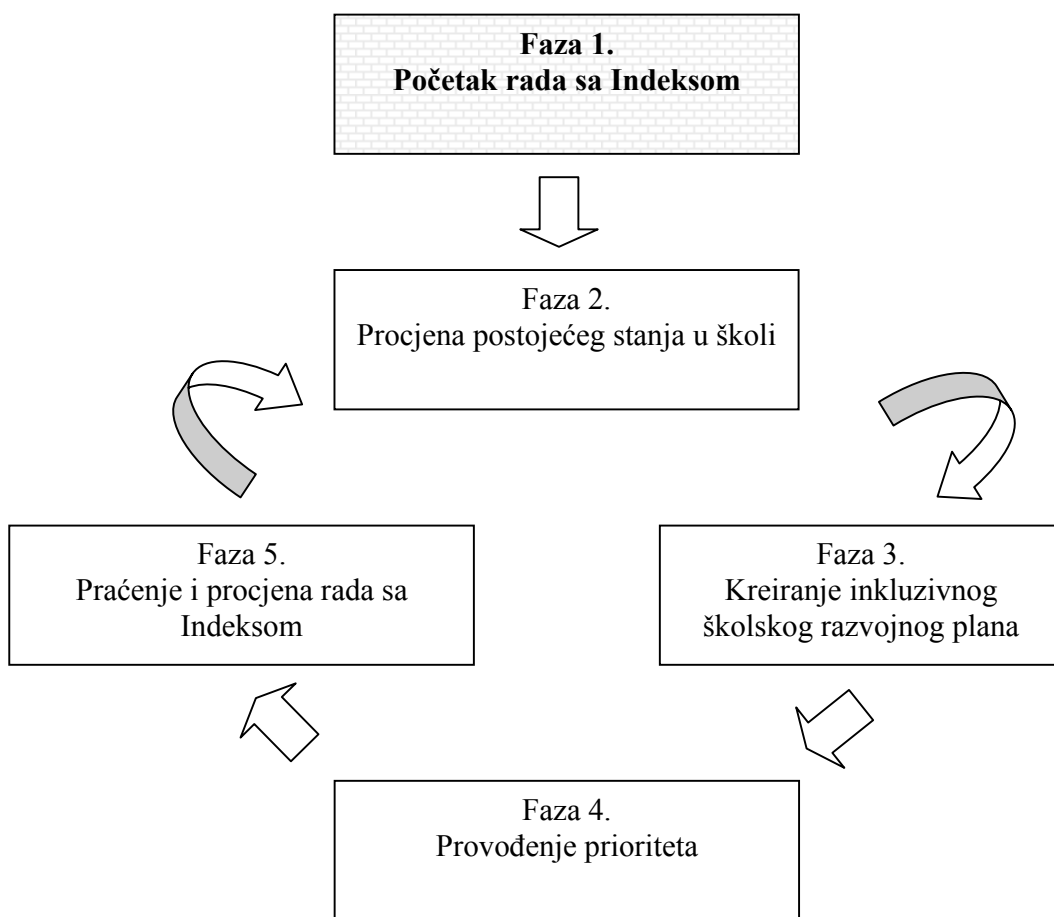 Faza 1.
Početak rada sa Indeksom
Faza 2.
Procjena postojećeg stanja u školi
Faza 5.
Praćenje i procjena rada sa
Indeksom
Faza 3.
Kreiranje inkluzivnog
školskog razvojnog plana
Faza 4.
Provođenje prioriteta